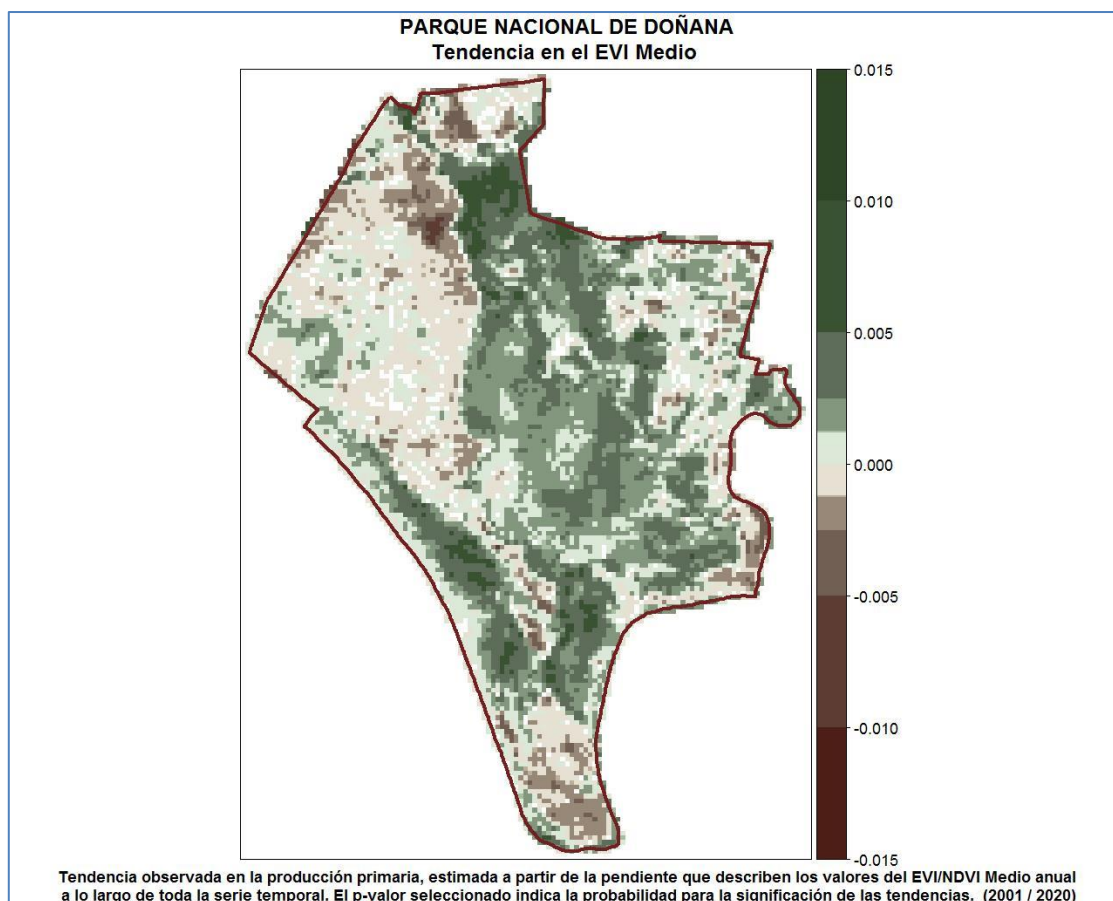 PARQUE NACIONAL DE DOÑANA
Tendencia en el EVI Medio
0.015
0.010
0.005
0.000
-0.005
-0.010
-0.015
Tendencia observada en la producción primaria, estimada a partir de la pendiente que describen los valores del EVI/NDVI Medio anual
a lo largo de toda la serie temporal. El p-valor seleccionado indica la probabilidad para la significación de las tendencias. (2001 / 2020)